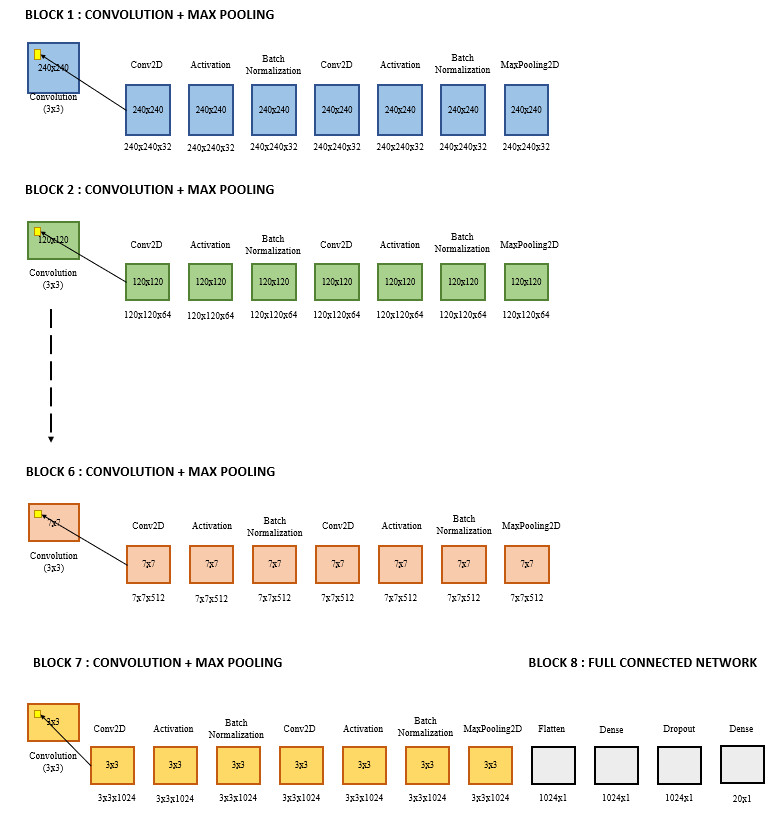 BLOCK 1 : CONVOLUTION + MAX POOLING
240x240
Convolution
(3x3)
Conv2D Activation Batch Normalization Conv2D Activation Batch Normalization MaxPooling2D
240x240 240x240 240x240 240x240 240x240 240x240 240x240
240x240x32 240x240x32 240x240x32 240x240x32 240x240x32 240x240x32 240x240x32
BLOCK 2 : CONVOLUTION + MAX POOLING
120x120
Convolution
(3x3)
Conv2D Activation Batch Normalization Conv2D Activation Batch Normalization MaxPooling2D
120x120 120x120 120x120 120x120 120x120 120x120 120x120
120x120x64 120x120x64 120x120x64 120x120x64 120x120x64 120x120x64 120x120x64
BLOCK 6 : CONVOLUTION + MAX POOLING
7x7
Convolution
(3x3)
Conv2D Activation Batch Normalization Conv2D Activation Batch Normalization MaxPooling2D
7x7 7x7 7x7 7x7 7x7 7x7 7x7
7x7x512 7x7x512 7x7x512 7x7x512 7x7x512 7x7x512 7x7x512
BLOCK 7 : CONVOLUTION + MAX POOLING
BLOCK 8 : FULL CONNECTED NETWORK
3x3
Convolution
(3x3)
Conv2D Activation Batch Normalization Conv2D Activation Batch Normalization MaxPooling2D Flatten Dense Dropout Dense
3x3 3x3 3x3 3x3 3x3 3x3 3x3
3x3x1024 3x3x1024 3x3x1024 3x3x1024 3x3x1024 3x3x1024 3x3x1024 1024x1 1024x1 1024x1 20x1